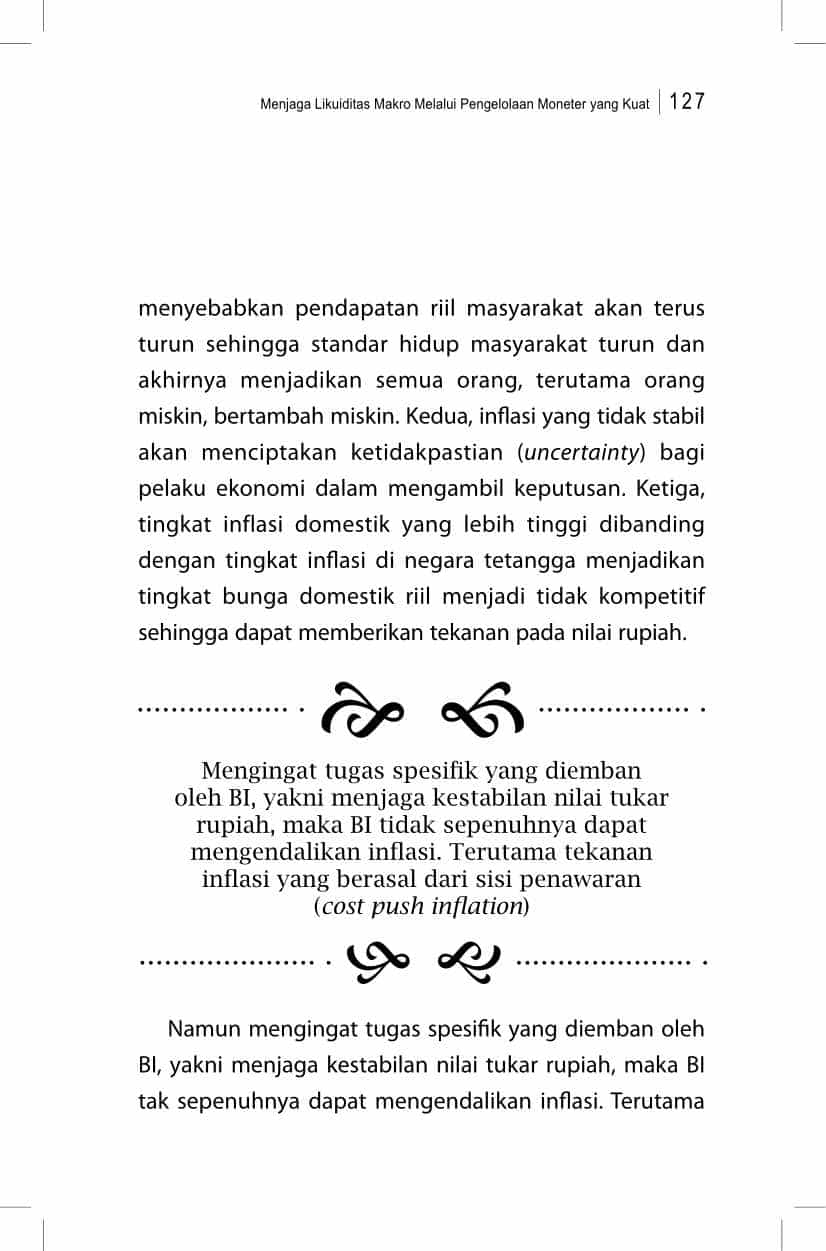 Menjaga Likuiditas Makro Melalui Pengelolaan Moneter yang Kuat 127
menyebabkan pendapatan riil masyarakat akan terus
turun sehingga standar hidup masyarakat turun dan
akhirnya menjadikan semua orang, terutama orang
miskin, bertambah miskin. Kedua, inflasi yang tidak stabil
akan menciptakan ketidakpastian (uncertainty) bagi
pelaku ekonomi dalam mengambil keputusan. Ketiga,
tingkat inflasi domestik yang lebih tinggi dibanding
dengan tingkat inflasi di negara tetangga menjadikan
tingkat bunga domestik riil menjadi tidak kompetitif
sehingga dapat memberikan tekanan pada nilai rupiah.
Mengingat tugas spesifik yang diemban
oleh BI, yakni menjaga kestabilan nilai tukar
rupiah, maka BI tidak sepenuhnya dapat
mengendalikan inflasi. Terutama tekanan
inflasi yang berasal dari sisi penawaran
(cost push inflation)
Namun mengingat tugas spesifik yang diemban oleh
BI, yakni menjaga kestabilan nilai tukar rupiah, maka BI
tak sepenuhnya dapat mengendalikan inflasi. Terutama